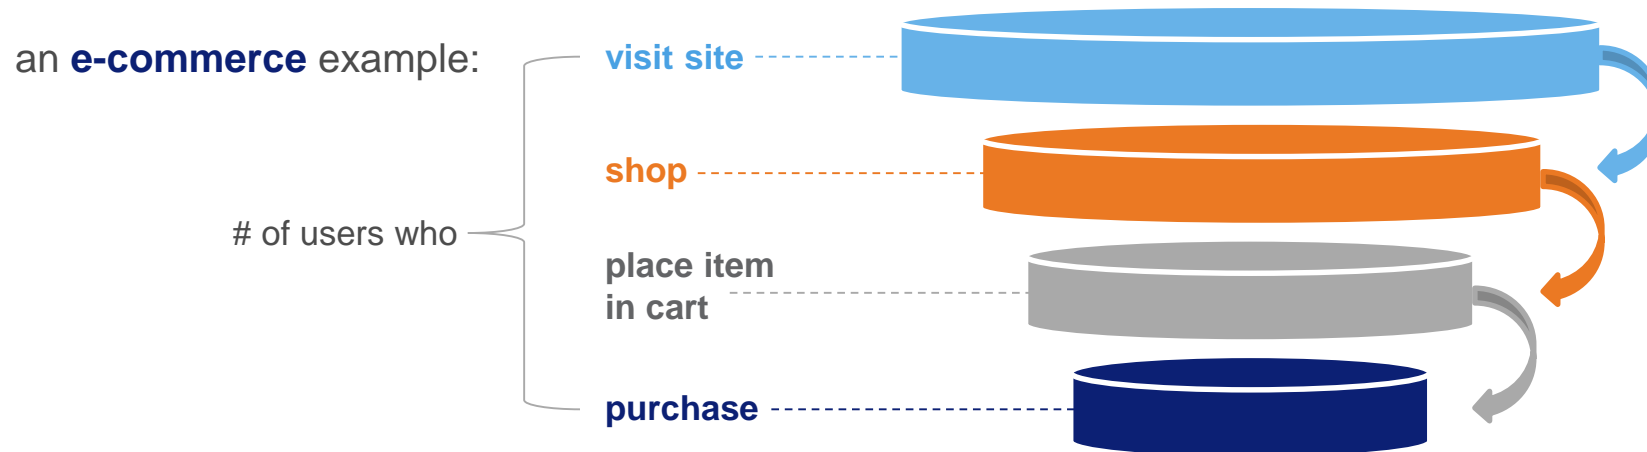 an e-commerce example:
visit site
shop
# of users who
place item
in cart
purchase